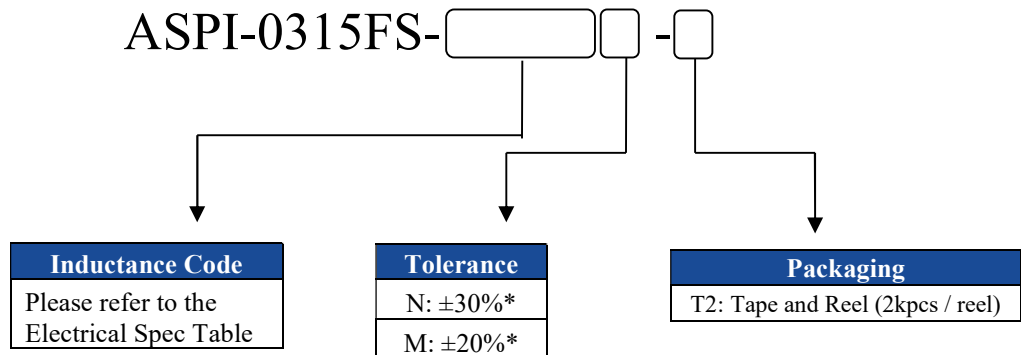 ASPI-0315FS- -
Inductance Code
Please refer to the
Electrical Spec Table
Tolerance
N: ±30%*
M: ±20%*
Packaging
T2: Tape and Reel (2kpcs / reel)